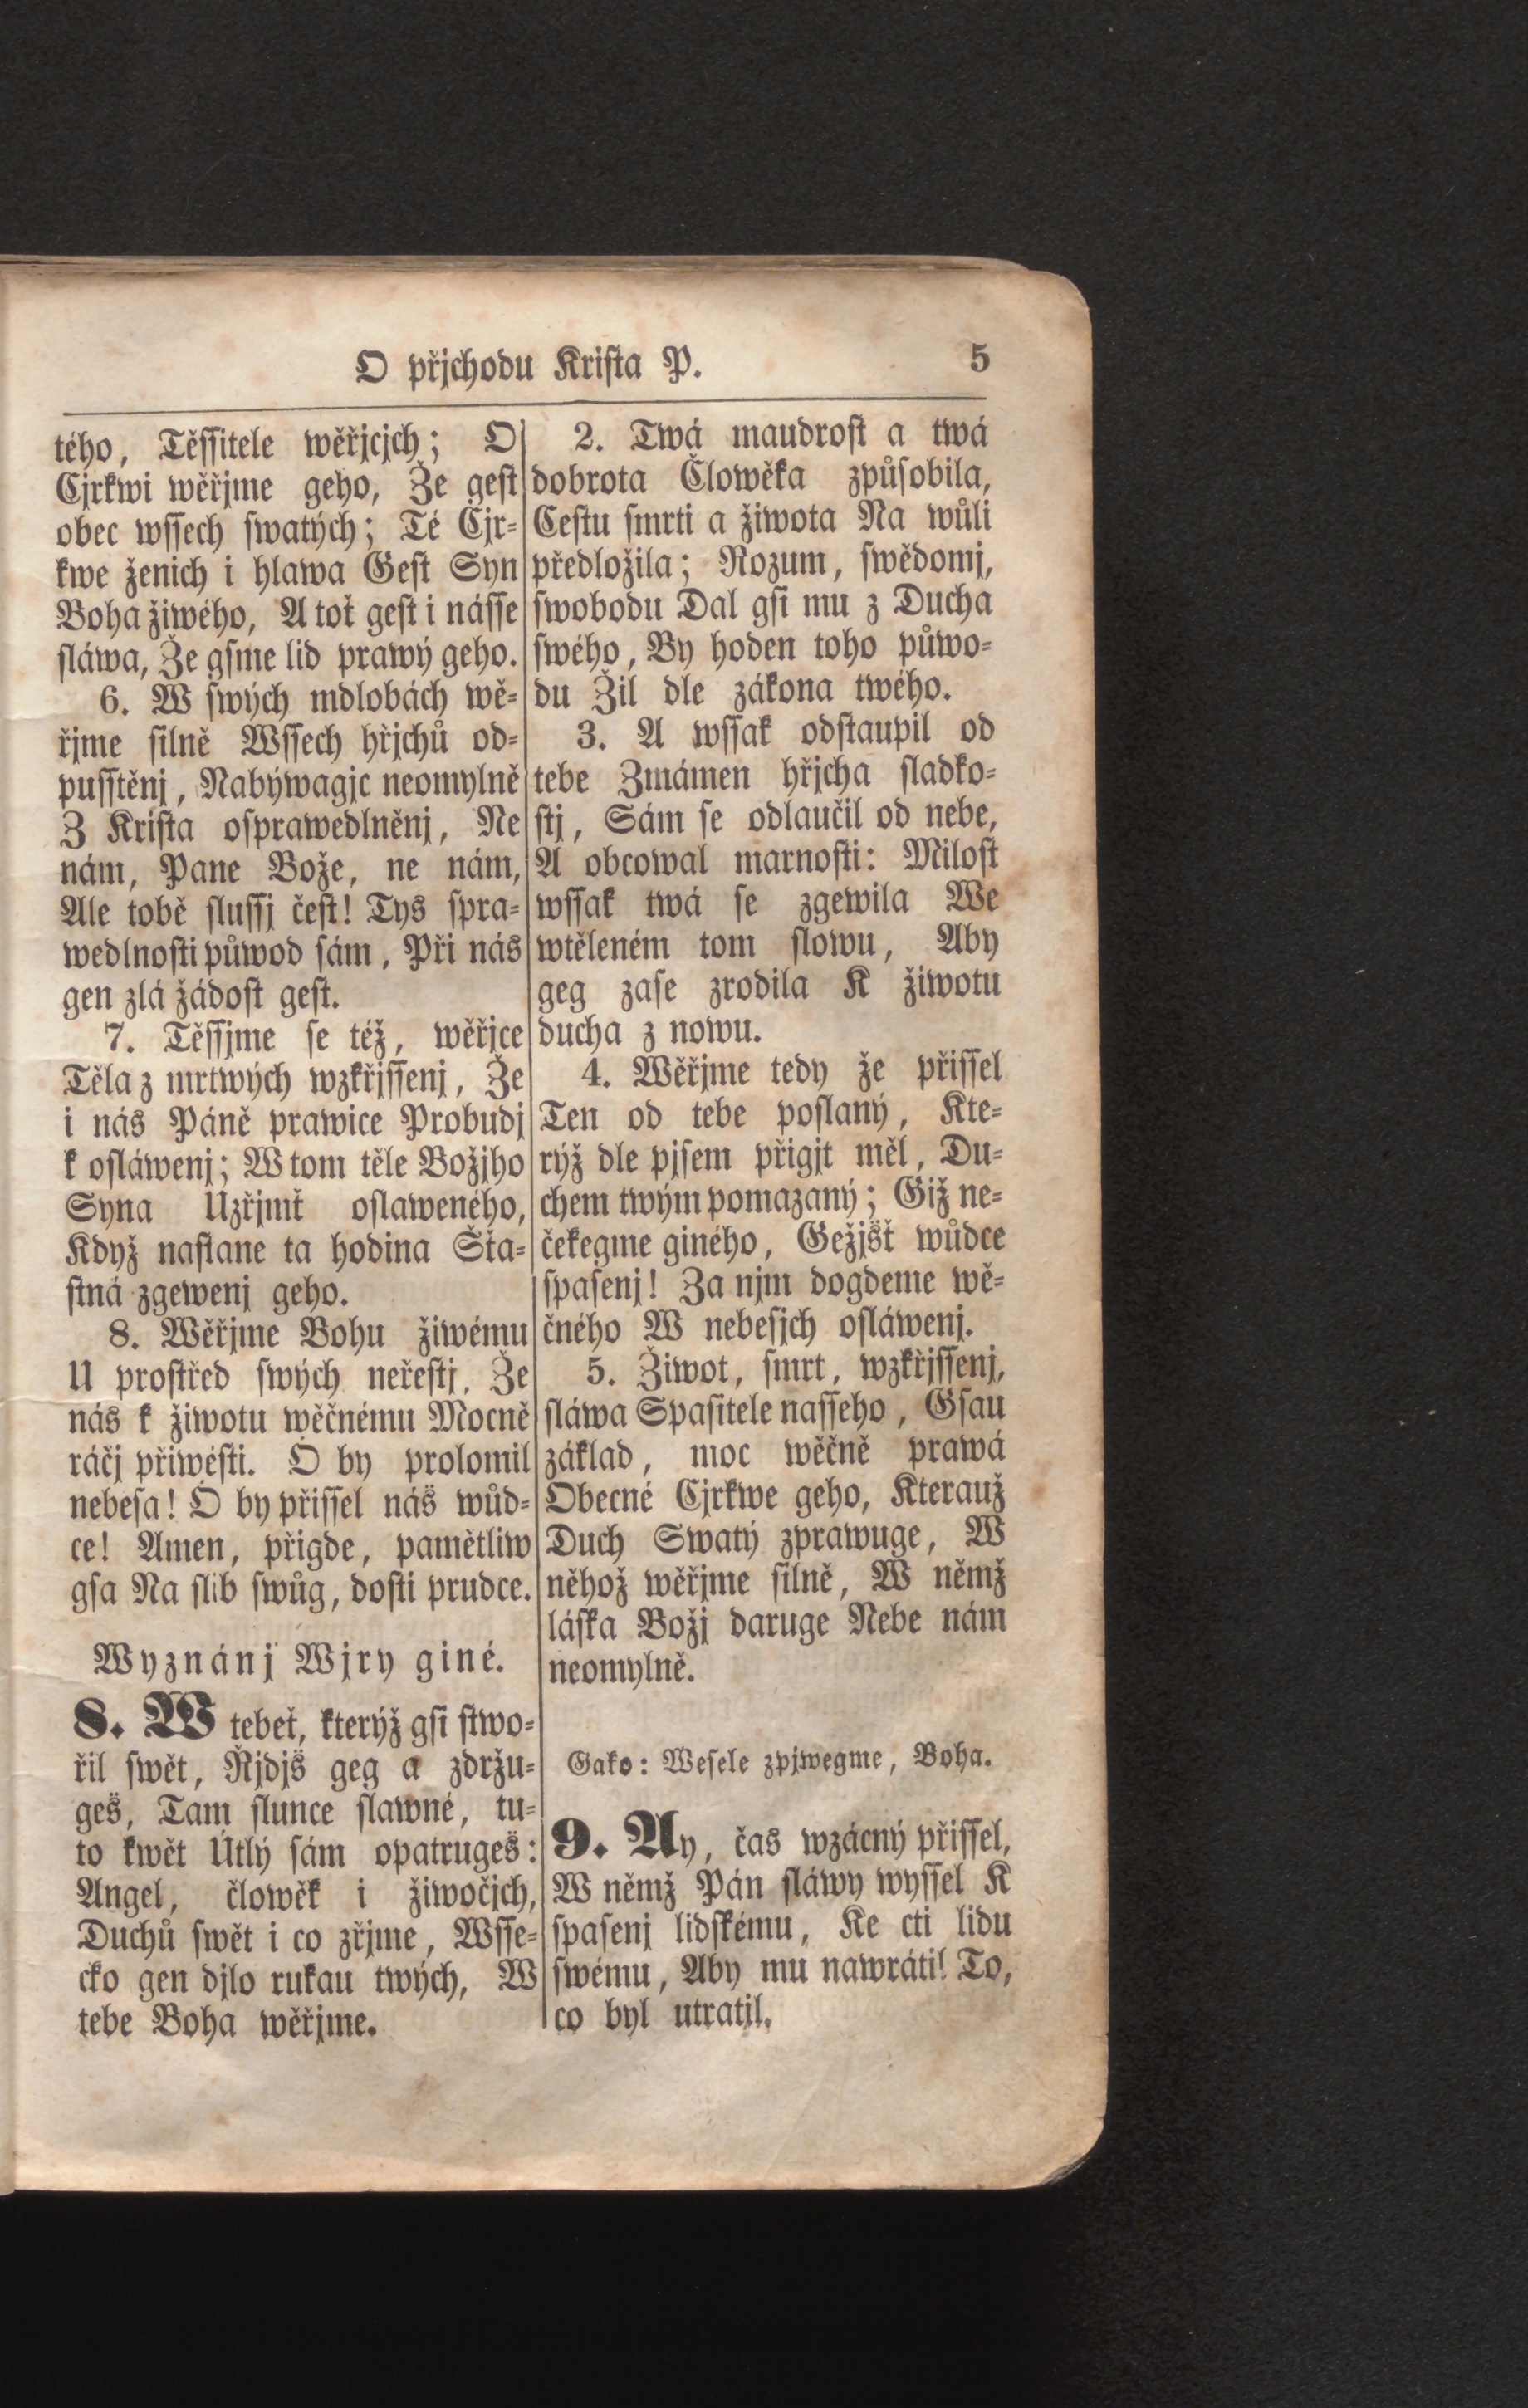 O přjchodu Krista P.
5
tého, Těssitele wěřjcjch; O
Cjrkwi wěřjme geho, Že gest
obec wssech swatých; Té Cjr-
kwe ženich i hlawa Gest Syn
Boha žiwého, A toť gest i násse
sláwa, Že gsme lid prawý geho.
6. W swých mdlobách wě-
řjme silně Wssech hřjchů od-
pusstěnj, Nabýwagjc neomylně
Z Krista osprawedlněnj, Ne
nám, Pane Bože, ne nám,
Ale tobě slussj čest! Tys spra-
wedlnosti půwod sám, Při nás
gen zlá žádost gest.
7. Těssjme se též, wěřjce
Těla z mrtwých wzkřjssenj, Že
i nás Páně prawice Probudj
k osláwenj; W tom těle Božjho
Syna Uzřjmť oslaweného,
Když nastane ta hodina Šťa-
stná zgewenj geho.
8. Wěřjme Bohu žiwému
U prostřed swých neřestj, Že
nás k žiwotu wěčnému Mocně
ráčj přiwésti. Ó by prolomil
nebesa! Ó by přissel náš wůd-
ce! Amen, přigde, pamětliw
gsa Na slib swůg, dosti prudce.
Wyznánj Wjry giné.
8. W tebeť, kterýž gsi stwo-
řil swět, Řjdjš geg a zdržu-
geš, Tam slunce slawné, tu-
to kwět Útlý sám opatrugeš:
Angel, člowěk i žiwočjch,
Duchů swět i co zřjme, Wsse-
cko gen djlo rukau twých, W
tebe Boha wěřjme.
2. Twá maudrost a twá
dobrota Člowěka způsobila,
Cestu smrti a žiwota Na wůli
předložila; Rozum, swědomj,
swobodu Dal gsi mu z Ducha
swého, By hoden toho půwo-
du Žil dle zákona twého.
3. A wssak odstaupil od
tebe Zmámen hřjcha sladko-
stj, Sám se odlaučil od nebe,
A obcowal marnosti: Milost
wssak twá se zgewila We
wtěleném tom slowu, Aby
geg zase zrodila K žiwotu
ducha z nowu.
4. Wěřjme tedy že přissel
Ten od tebe poslaný, Kte-
rýž dle pjsem přigjt měl, Du-
chem twým pomazaný; Giž ne-
čekegme giného, Gežjšť wůdce
spasenj! Za njm dogdeme wě-
čného W nebesjch osláwenj.
5. Žiwot, smrt, wzkřjssenj,
sláwa Spasitele nasseho, Gsau
základ, moc wěčně prawá
Obecné Cjrkwe geho, Kterauž
Duch Swatý zprawuge, W
něhož wěřjme silně, W němž
láska Božj daruge Nebe nám
neomylně.
Gako: Wesele zpjwegme, Boha.
9. Ay, čas wzácný přissel,
W němž Pán sláwy wyssel K
spasenj lidskému, Ke cti lidu
swému, Aby mu nawrátil To,
co byl utratil.